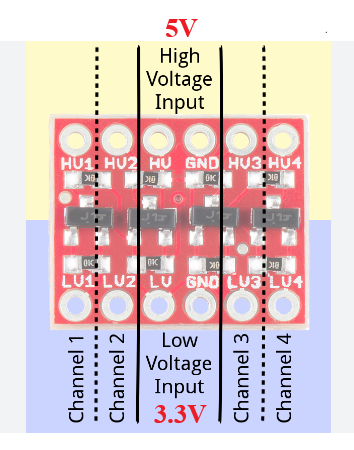 5V
High
Voltage
Input
HV1 HV2 HV GND HV3 HV4
LV1 LV2 LV GND LV3 LV4
Channel 1
Channel 2
Low
Voltage
Input
3.3V
Channel 3
Channel 4